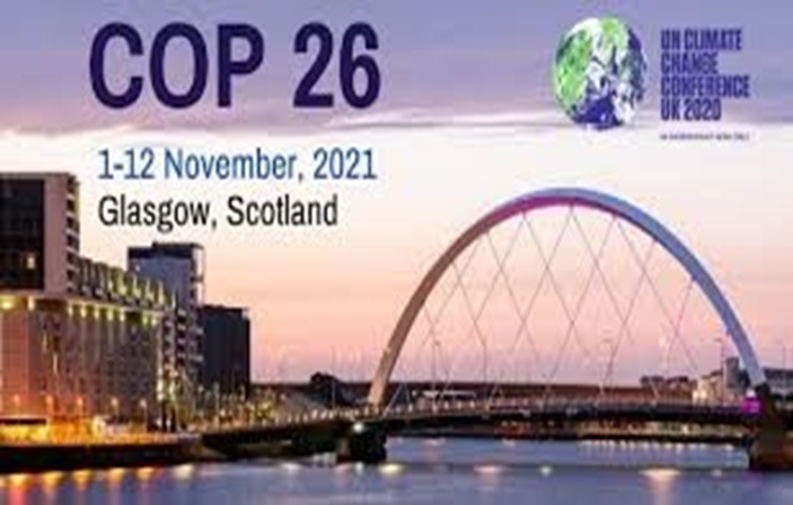 COP 26
1-12 November, 2021
Glasgow, Scotland
UN CLIMATE
CHANGE
CONFERENCE
UK 2020